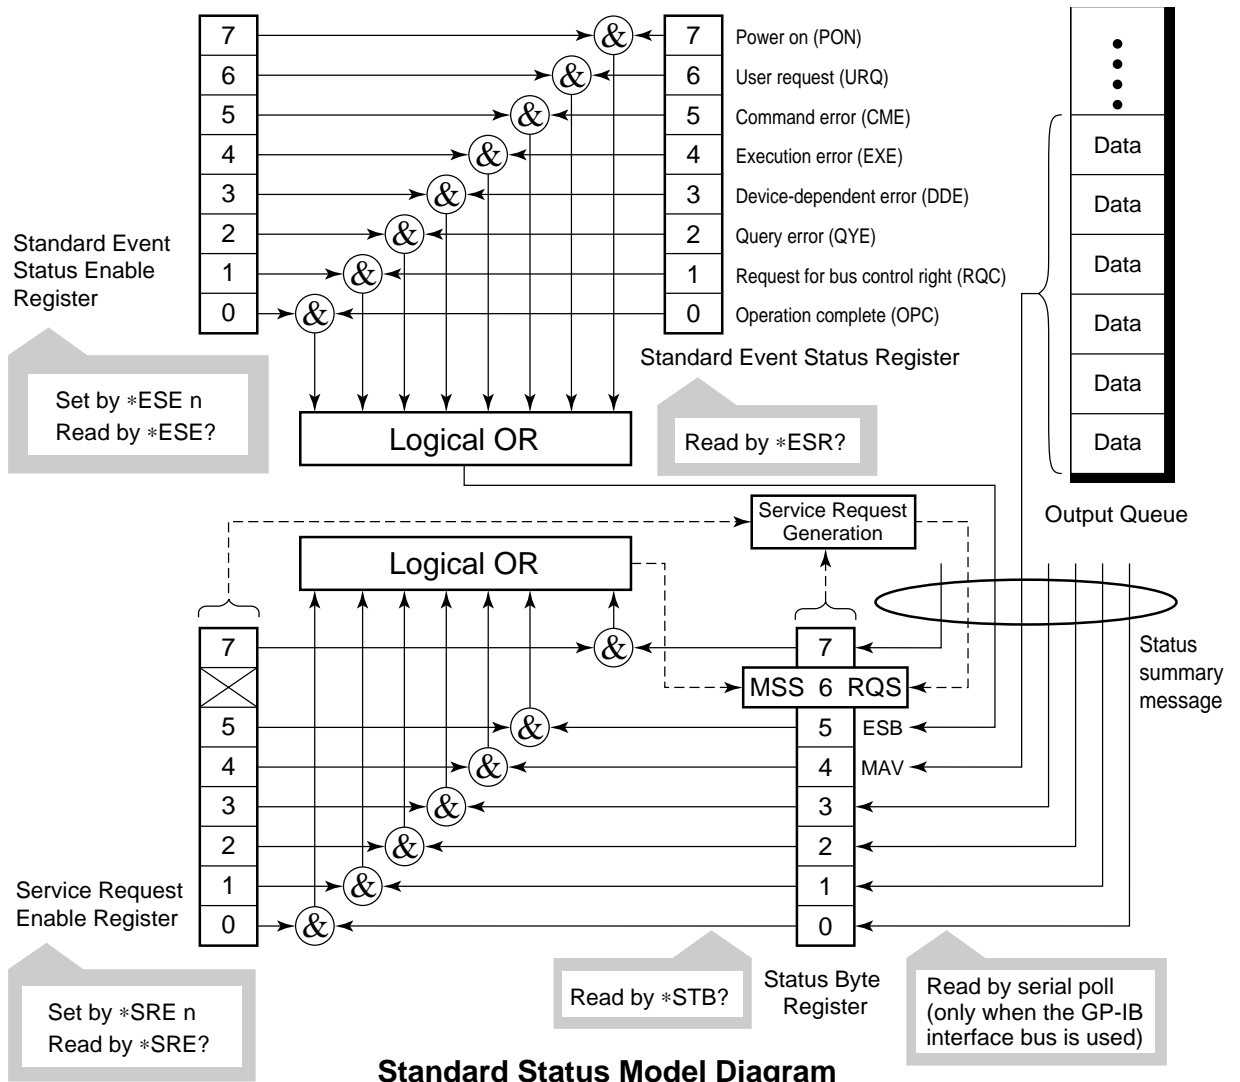 7 & 7 Power on (PON)
6 & 6 User request (URQ)
5 & 5 Command error (CME)
4 & 4 Execution error (EXE)
3 & 3 Device-dependent error (DDE)
2 & 2 Query error (QYE)
1 & 1 Request for bus control right (RQC)
0 & 0 Operation complete (OPC)
Standard Event
Status Enable
Register
Standard Event Status Register
Set by *ESE n
Read by *ESE?
Logical OR
Read by *ESR?
Data
Data
Data
Data
Data
Data
Output Queue
Service Request
Generation
Logical OR
7 & 7
MSS 6 RQS
5 & 5 ESB
4 & 4 MAV
3 & 3
2 & 2
1 & 1
0 & 0
Status
summary
message
Service Request
Enable Register
Set by *SRE n
Read by *SRE?
Read by *STB?
Status Byte
Register
Read by serial poll
(only when the GP-IB
interface bus is used)
Standard Status Model Diagram